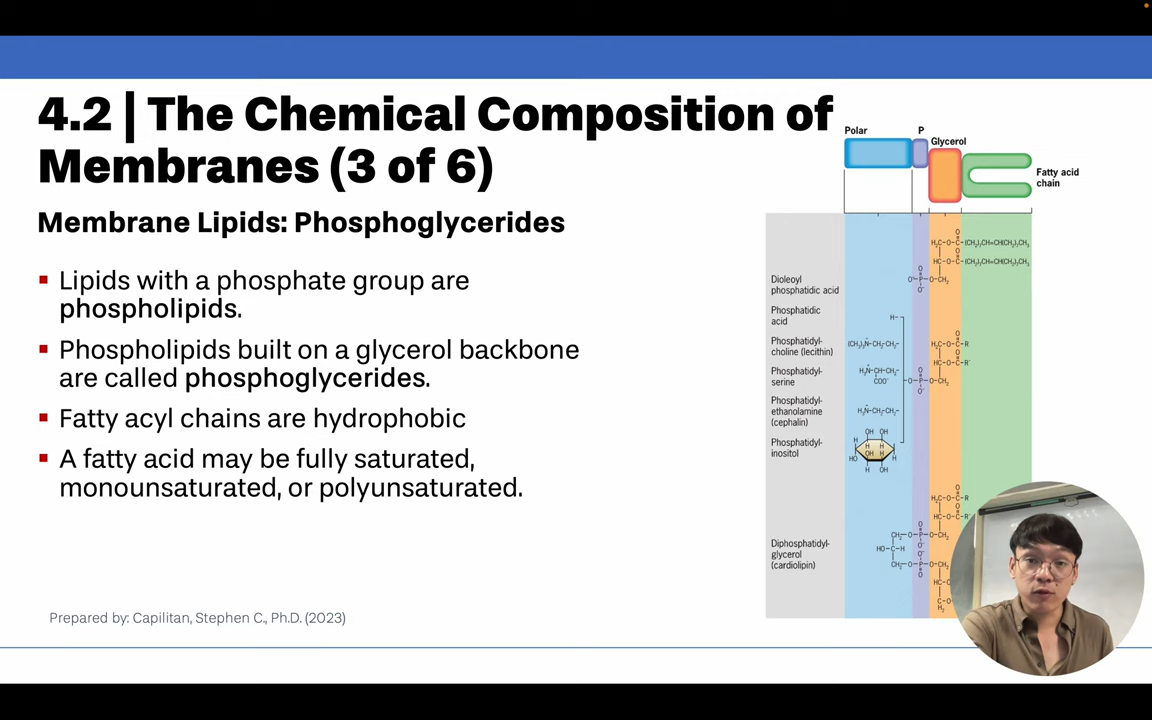 4.2 | The Chemical Composition of
Membranes (3 of 6)
Membrane Lipids: Phosphoglycerides
Lipids with a phosphate group are
phospholipids.
Phospholipids built on a glycerol backbone
are called phosphoglycerides.
Fatty acyl chains are hydrophobic
A fatty acid may be fully saturated,
monounsaturated, or polyunsaturated.
Prepared by: Capilitan, Stephen C., Ph.D. (2023)
Polar
P
Glycerol
Fatty acid
chain
Dioleoyl
phosphatidic acid
Phosphatidic
acid
Phosphatidyl-
choline (lecithin)
Phosphatidyl-
serine
Phosphatidyl-
ethanolamine
(cephalin)
Phosphatidyl-
inositol
Diphosphatidyl-
glycerol
(cardiolipin)